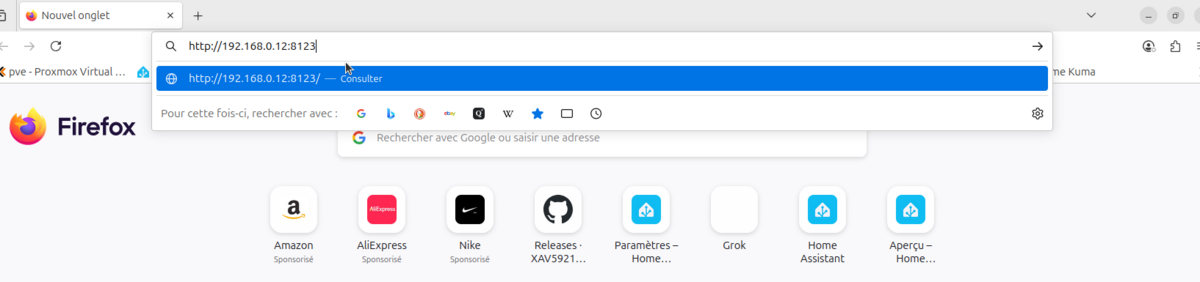 Nouvel onglet
http://192.168.0.12:8123
pve - Proxmox Virtual ...
me Kuma
http://192.168.0.12:8123/ — Consulter
Pour cette fois-ci, rechercher avec :
Firefox
Rechercher avec Google ou saisir une adresse
Amazon
Sponsorisé
AliExpress
AliExpress
Sponsorisé
Nike
Sponsorisé
Releases ·
XAV5921...
Paramètres –
Home...
Grok
Home
Assistant
Aperçu –
Home...